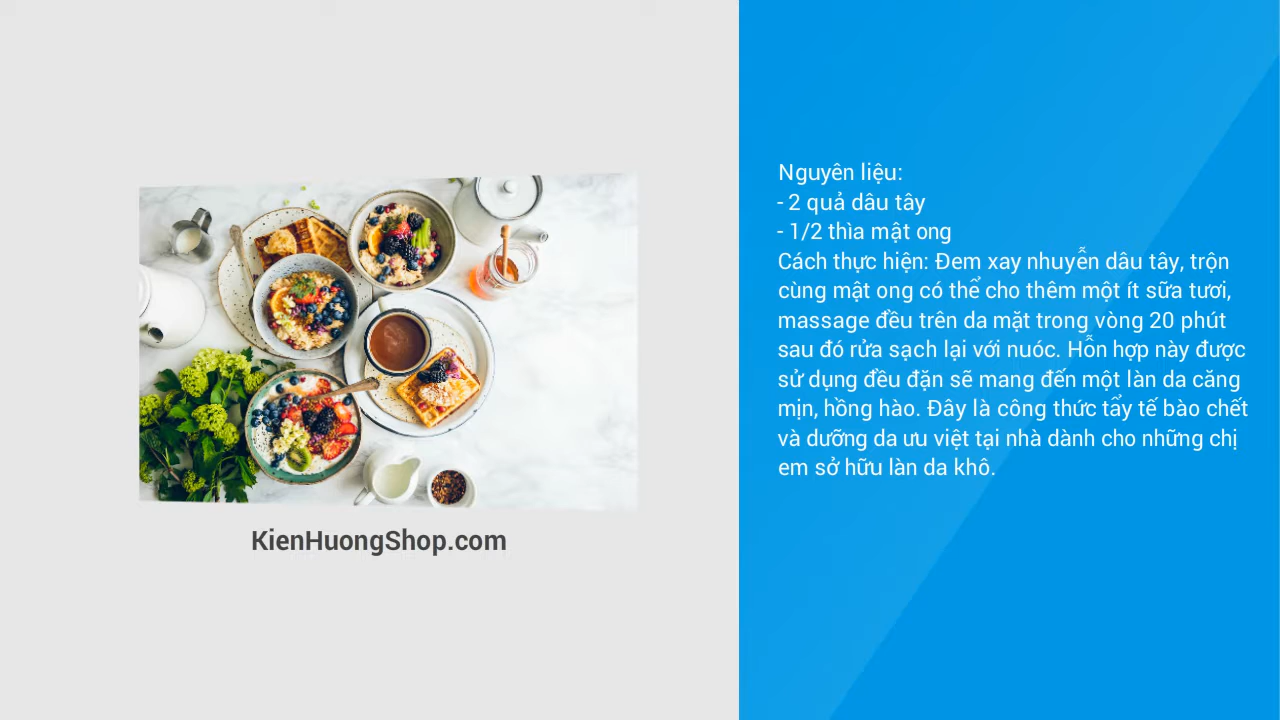 Nguyên liệu:
- 2 quả dâu tây
- 1/2 thìa mật ong
Cách thực hiện: Đem xay nhuyễn dâu tây, trộn
cùng mật ong có thể cho thêm một ít sữa tươi,
massage đều trên da mặt trong vòng 20 phút
sau đó rửa sạch lại với nuóc. Hỗn hợp này được
sử dụng đều đặn sẽ mang đến một làn da căng
mịn, hồng hào. Đây là công thức tẩy tế bào chết
và dưỡng da ưu việt tại nhà dành cho những chị
em sở hữu làn da khô.
KienHuongShop.com